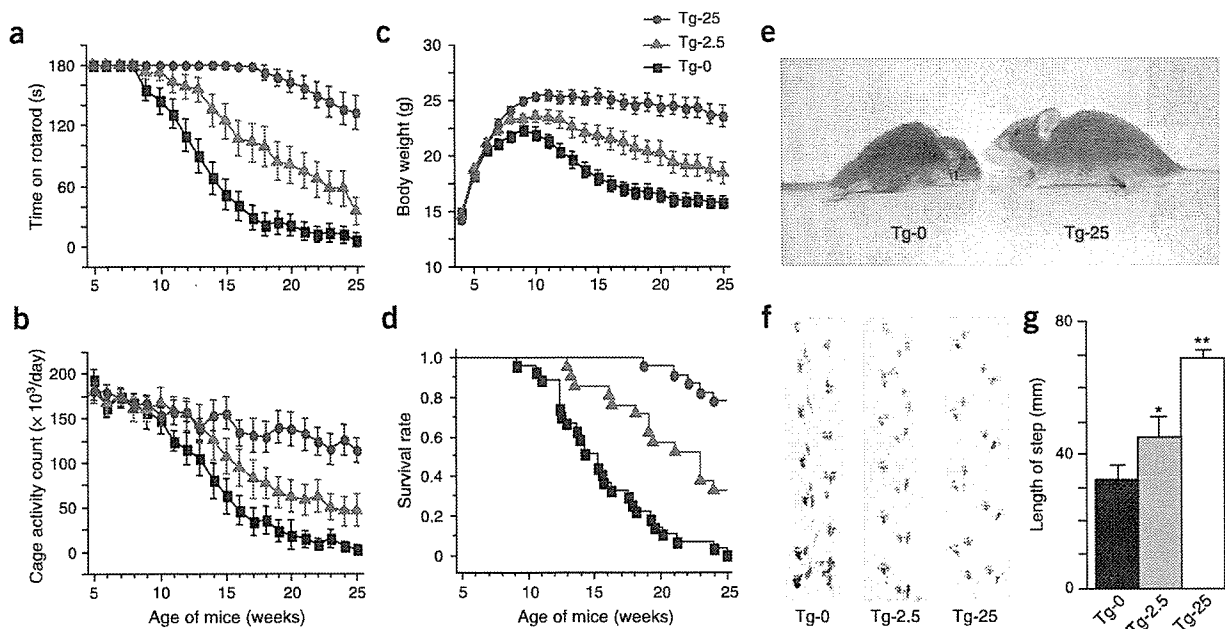 a
Time on rotarod (s)
180
120
60
0
5 10 15 20 25
b
Cage activity count (× 10³/day)
200
150
100
50
0
5 10 15 20 25
Age of mice (weeks)
c
Tg-25
Tg-2.5
Tg-0
Body weight (g)
30
25
20
15
10
5 10 15 20 25
d
Survival rate
1.0
0.8
0.6
0.4
0.2
0
5 10 15 20 25
Age of mice (weeks)
e
Tg-0 Tg-25
f
Tg-0 Tg-2.5 Tg-25
g
Length of step (mm)
80
40
0
*
**
Tg-0
Tg-2.5
Tg-25